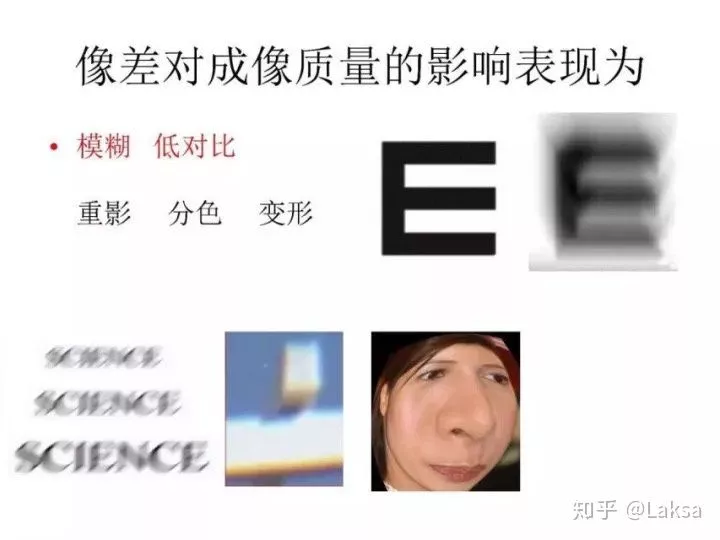 像差对成像质量的影响表现为
• 模糊 低对比
重影 分色 变形
E E
SCIENCE
SCIENCE
SCIENCE
知乎 @Laksa